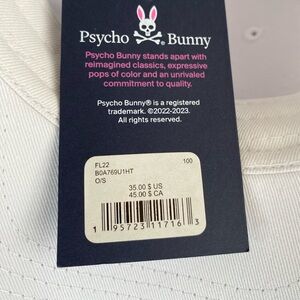 Psycho Bunny
Psycho Bunny stands apart with
reimagined classics, expressive
pops of color and an unrivaled
commitment to quality.
Psycho Bunny® is a registered
trademark. ©2022-2023.
All rights reserved.
FL22 100
B0A769U1HT
O/S
35.00 $ US
45.00 $ CA
1 95723 11716 3